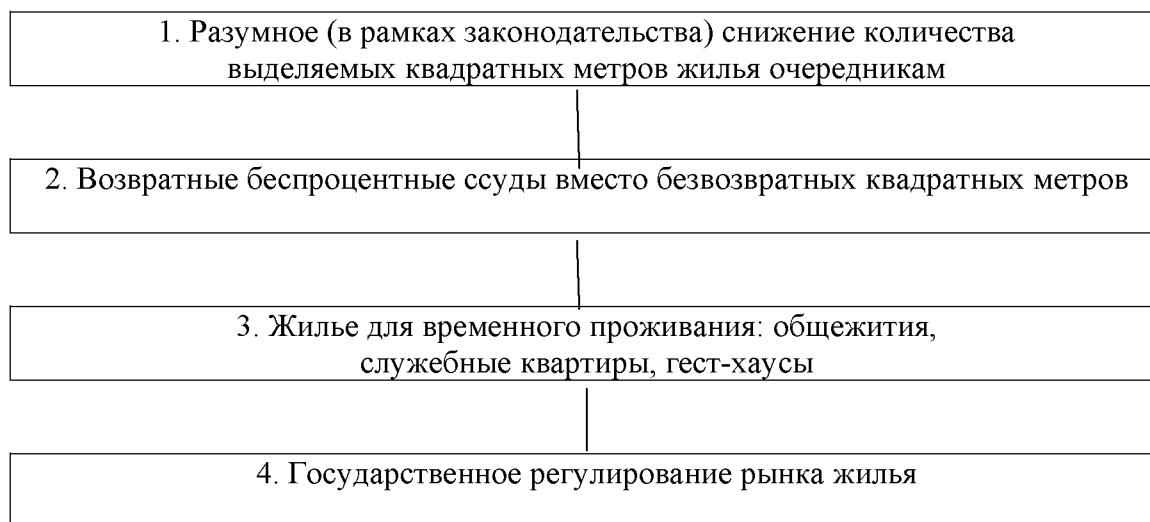 1. Разумное (в рамках законодательства) снижение количества
выделяемых квадратных метров жилья очередникам
2. Возвратные беспроцентные ссуды вместо безвозвратных квадратных метров
3. Жилье для временного проживания: общежития,
служебные квартиры, гест-хаусы
4. Государственное регулирование рынка жилья